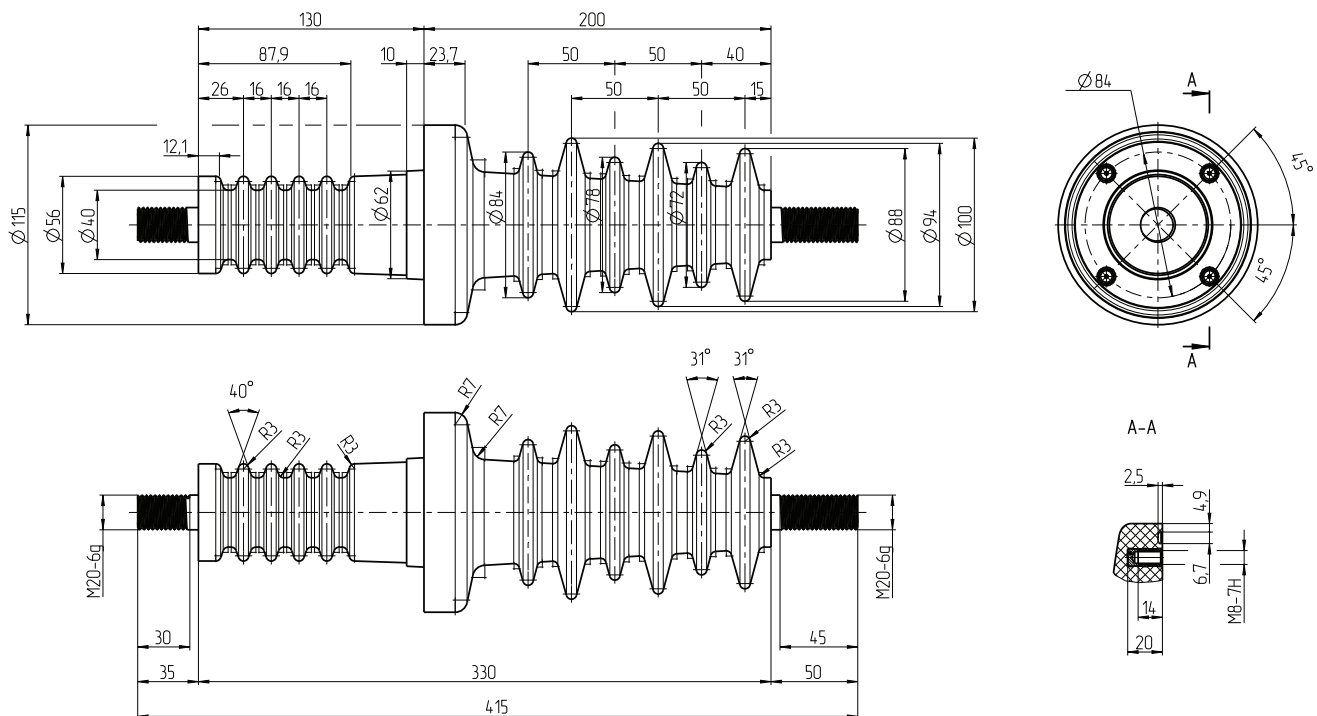 130
200
87,9
10
23,7
50
50
40
26
16
16
16
50
50
15
12,1
Ø115
Ø56
Ø40
Ø62
Ø84
Ø78
Ø72
Ø88
Ø94
Ø100
Ø84
A
45°
45°
A
40°
R3
R3
R3
R7
R7
31°
31°
R3
R3
R3
M20-6g
M20-6g
30
45
35
330
50
415
A-A
2,5
4,9
6,7
M8-7H
14
20